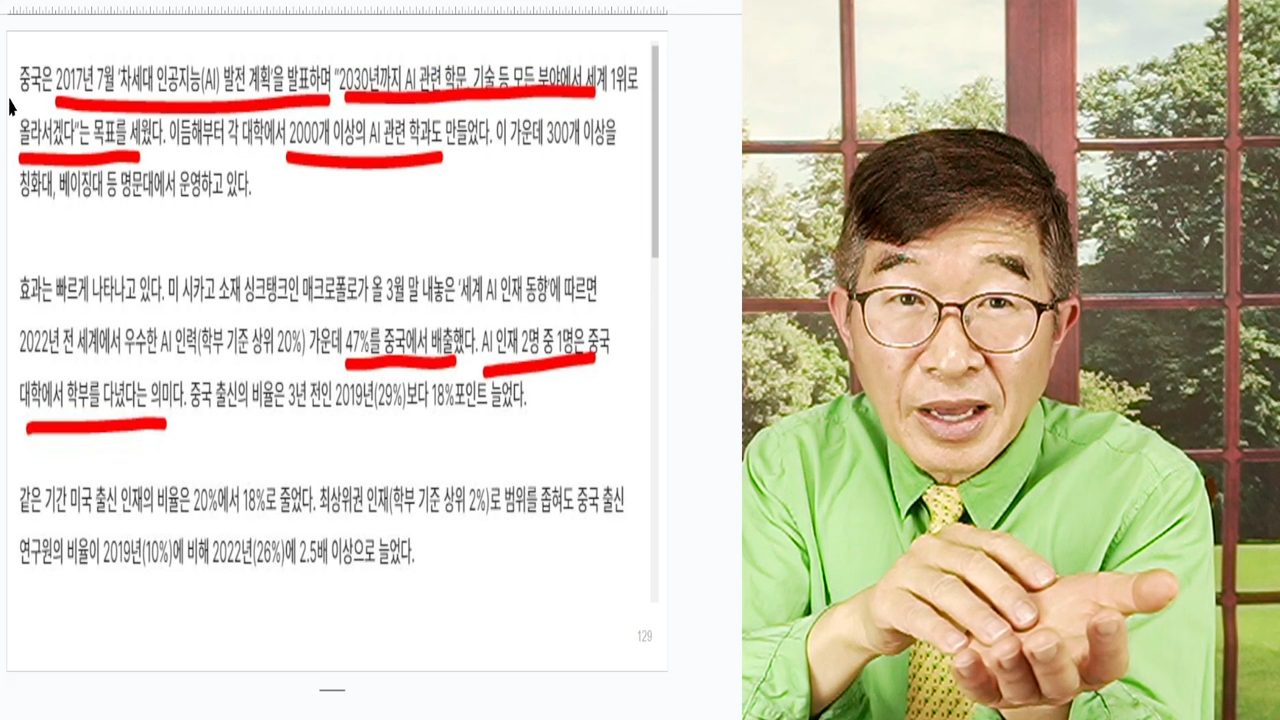 중국은 2017년 7월 '차세대 인공지능(AI) 발전 계획'을 발표하며 "2030년까지 AI 관련 학문, 기술 등 모든 분야에서 세계 1위로
올라서겠다"는 목표를 세웠다. 이듬해부터 각 대학에서 2000개 이상의 AI 관련 학과도 만들었다. 이 가운데 300개 이상을
칭화대, 베이징대 등 명문대에서 운영하고 있다.
효과는 빠르게 나타나고 있다. 미 시카고 소재 싱크탱크인 매크로폴로가 올 3월 말 내놓은 '세계 AI 인재 동향'에 따르면
2022년 전 세계에서 우수한 AI 인력(학부 기준 상위 20%) 가운데 47%를 중국에서 배출했다. AI 인재 2명 중 1명은 중국
대학에서 학부를 다녔다는 의미다. 중국 출신의 비율은 3년 전인 2019년(29%)보다 18%포인트 늘었다.
같은 기간 미국 출신 인재의 비율은 20%에서 18%로 줄었다. 최상위권 인재(학부 기준 상위 2%)로 범위를 좁혀도 중국 출신
연구원의 비율이 2019년(10%)에 비해 2022년(26%)에 2.5배 이상으로 늘었다.
129